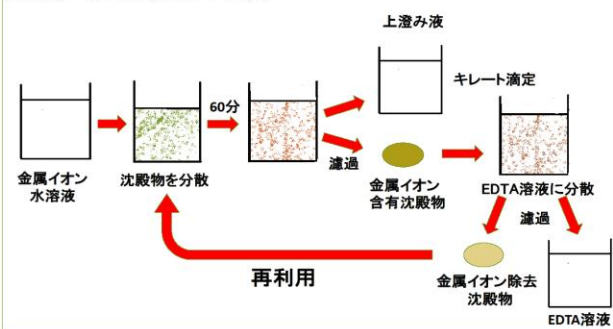 上澄み液
キレート滴定
60分
金属イオン
水溶液
沈殿物を分散
濾過
金属イオン
含有沈殿物
EDTA溶液に分散
濾過
再利用
金属イオン除去
沈殿物
EDTA溶液